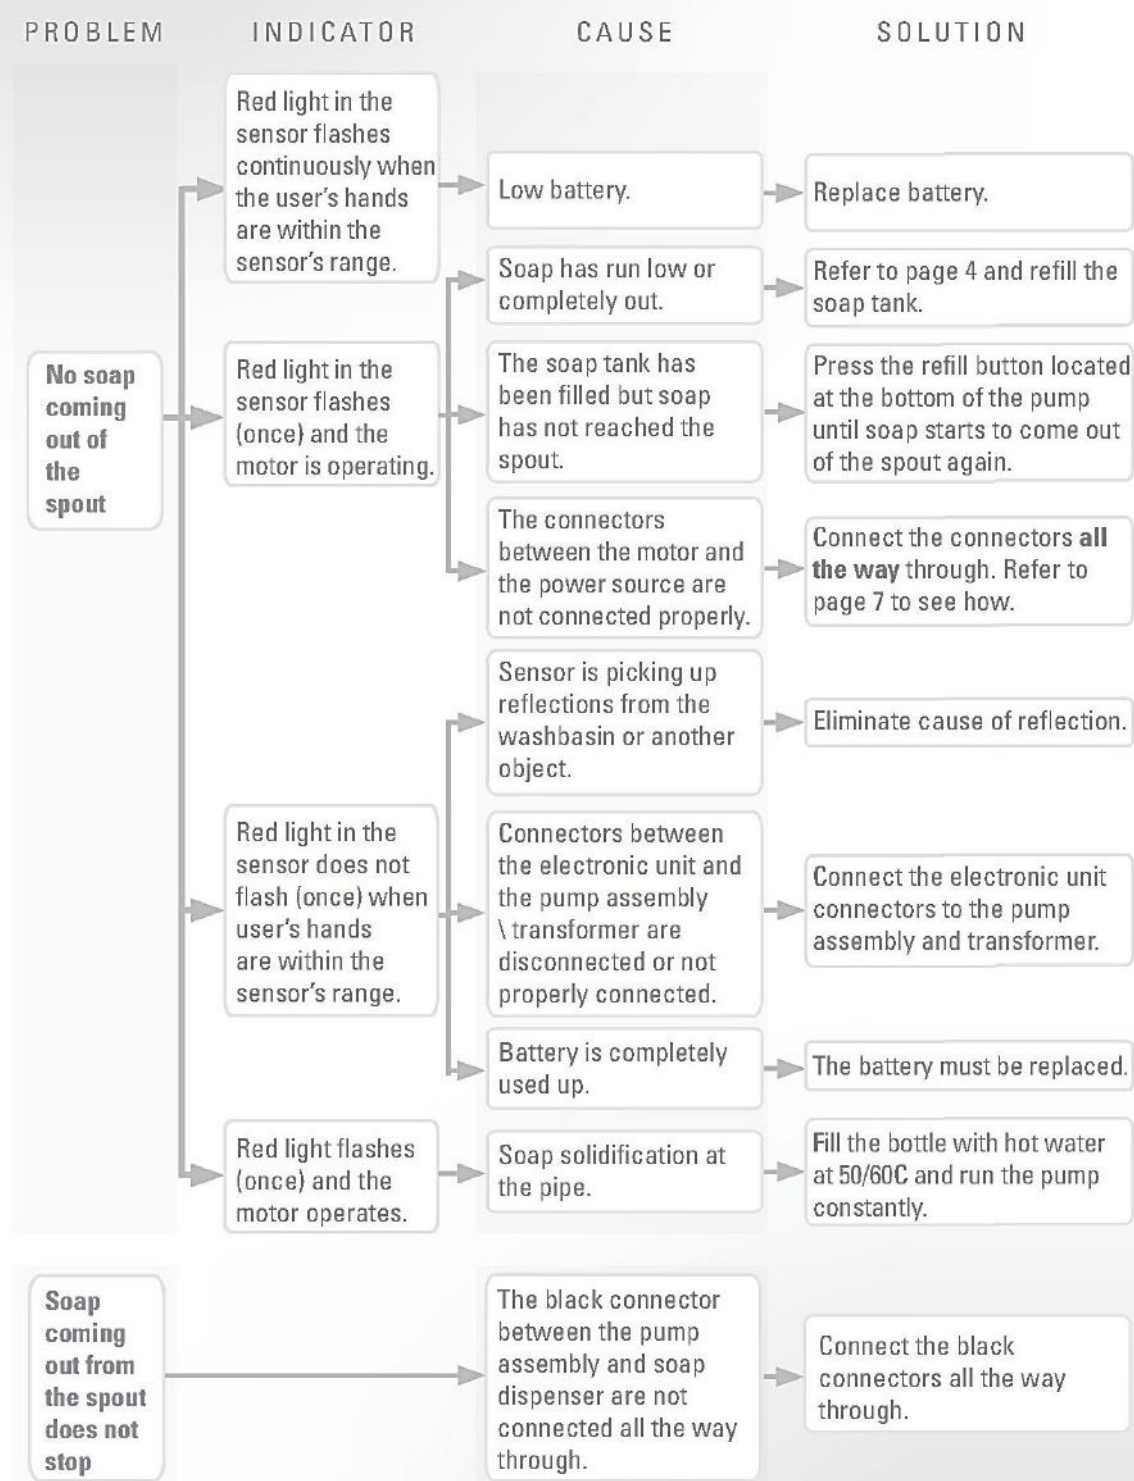 PROBLEM INDICATOR CAUSE SOLUTION
No soap
coming
out of
the
spout
Red light in the
sensor flashes
continuously when
the user's hands
are within the
sensor's range.
Low battery.
Replace battery.
Red light in the
sensor flashes
(once) and the
motor is operating.
Soap has run low or
completely out.
Refer to page 4 and refill the
soap tank.
The soap tank has
been filled but soap
has not reached the
spout.
Press the refill button located
at the bottom of the pump
until soap starts to come out
of the spout again.
The connectors
between the motor and
the power source are
not connected properly.
Connect the connectors all
the way through. Refer to
page 7 to see how.
Red light in the
sensor does not
flash (once) when
user's hands
are within the
sensor's range.
Sensor is picking up
reflections from the
washbasin or another
object.
Eliminate cause of reflection.
Connectors between
the electronic unit and
the pump assembly
\ transformer are
disconnected or not
properly connected.
Connect the electronic unit
connectors to the pump
assembly and transformer.
Battery is completely
used up.
The battery must be replaced.
Red light flashes
(once) and the
motor operates.
Soap solidification at
the pipe.
Fill the bottle with hot water
at 50/60C and run the pump
constantly.
Soap
coming
out from
the spout
does not
stop
The black connector
between the pump
assembly and soap
dispenser are not
connected all the way
through.
Connect the black
connectors all the way
through.